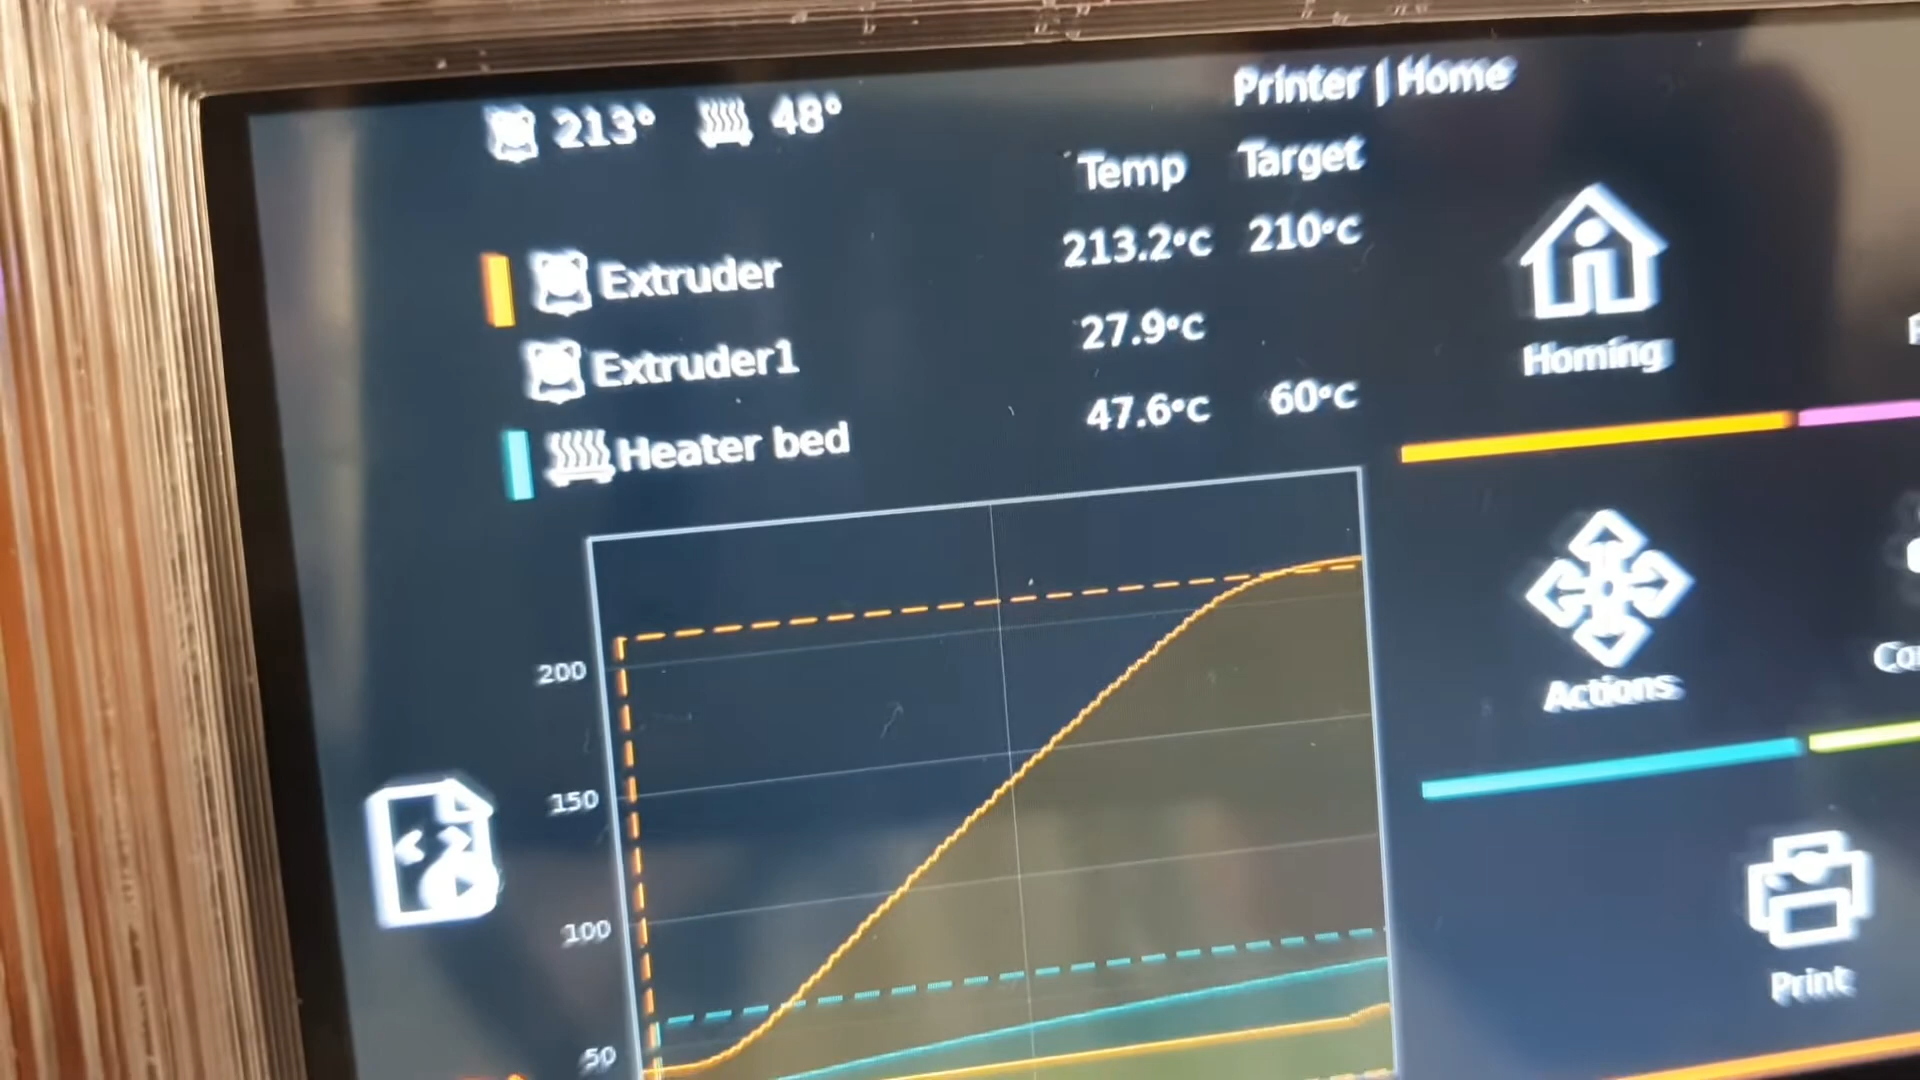 213° 48° Printer | Home
Temp Target
Extruder 213.2°C 210°C
Extruder1 27.9°C
Heater bed 47.6°C 60°C
200
150
100
50
Homing
Actions
Print